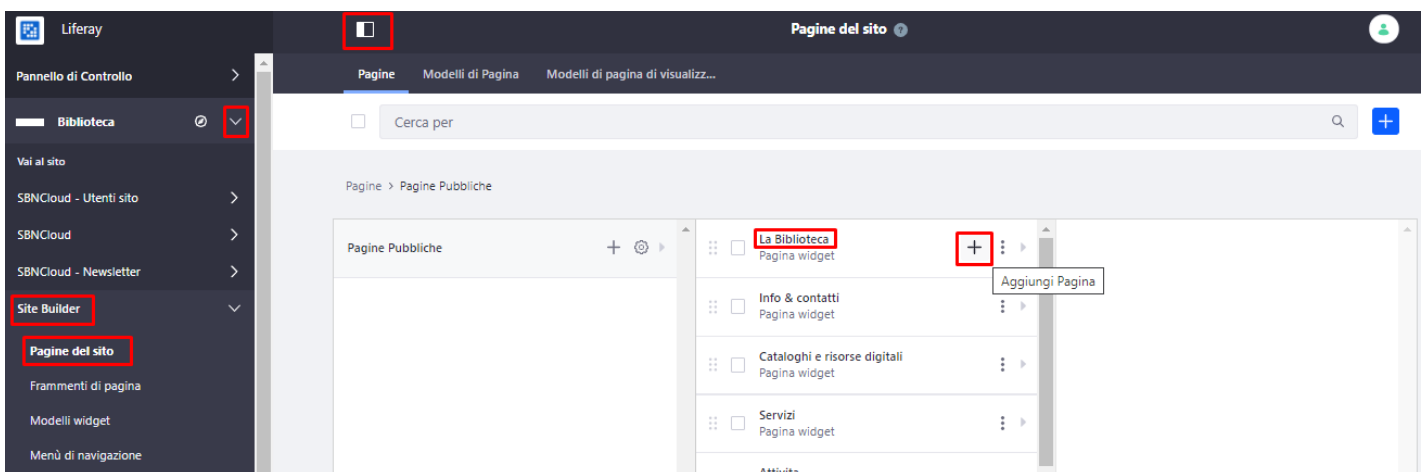 Liferay
Pagine del sito
Pannello di Controllo
Pagine Modelli di Pagina Modelli di pagina di visualizz...
Biblioteca
Cerca per
Vai al sito
Pagine > Pagine Pubbliche
SBNCloud - Utenti sito
SBNCloud
SBNCloud - Newsletter
Site Builder
Pagine del sito
Frammenti di pagina
Modelli widget
Menù di navigazione
Pagine Pubbliche
La Biblioteca
Pagina widget
Aggiungi Pagina
Info & contatti
Pagina widget
Cataloghi e risorse digitali
Pagina widget
Servizi
Pagina widget
Attivita